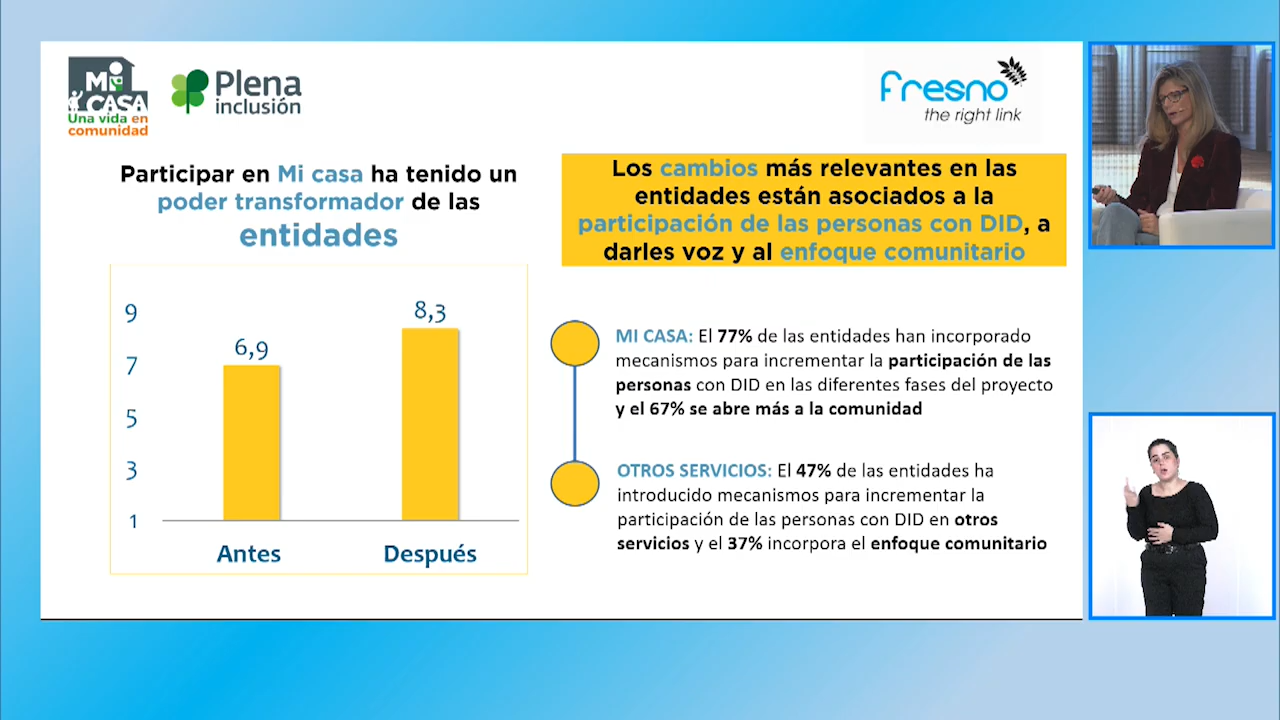 Mi
CASA
Una vida en
comunidad
Plena
inclusión
fresno
the right link
Participar en Mi casa ha tenido un
poder transformador de las
entidades
Los cambios más relevantes en las
entidades están asociados a la
participación de las personas con DID, a
darles voz y al enfoque comunitario
9
7
5
3
1
6,9
8,3
Antes
Después
MI CASA: El 77% de las entidades han incorporado
mecanismos para incrementar la participación de las
personas con DID en las diferentes fases del proyecto
y el 67% se abre más a la comunidad
OTROS SERVICIOS: El 47% de las entidades ha
introducido mecanismos para incrementar la
participación de las personas con DID en otros
servicios y el 37% incorpora el enfoque comunitario